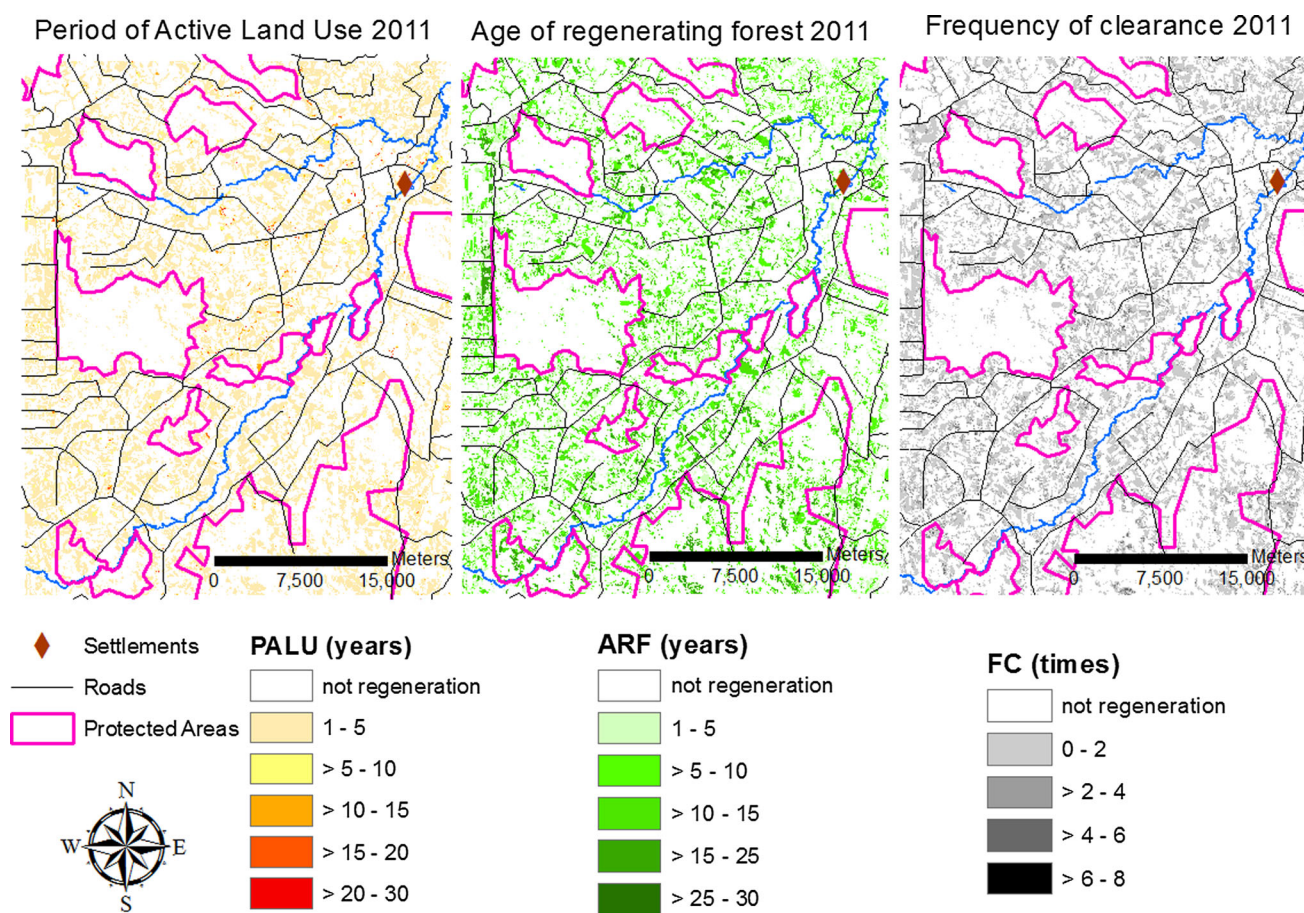 Period of Active Land Use 2011
Age of regenerating forest 2011
Frequency of clearance 2011
Meters
0 7,500 15,000
Meters
0 7,500 15,000
Meters
0 7,500 15,000
Settlements
Roads
Protected Areas
N
W E
S
PALU (years)
not regeneration
1 - 5
> 5 - 10
> 10 - 15
> 15 - 20
> 20 - 30
ARF (years)
not regeneration
1 - 5
> 5 - 10
> 10 - 15
> 15 - 25
> 25 - 30
FC (times)
not regeneration
0 - 2
> 2 - 4
> 4 - 6
> 6 - 8